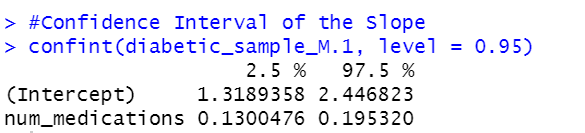 > #Confidence Interval of the Slope
> confint(diabetic_sample_M.1, level = 0.95)
2.5 % 97.5 %
(Intercept) 1.3189358 2.446823
num_medications 0.1300476 0.195320